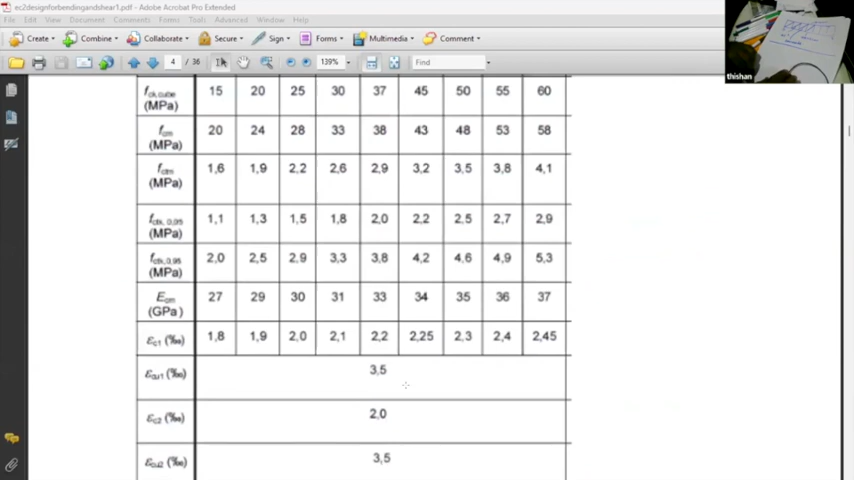 ec2designforbendingandshear1.pdf - Adobe Acrobat Pro Extended
File Edit View Document Comments Forms Tools Advanced Window Help
Create Combine Collaborate Secure Sign Forms Multimedia Comment
4 / 36 139% Find
thishan
fck,cube (MPa) 15 20 25 30 37 45 50 55 60
fcm (MPa) 20 24 28 33 38 43 48 53 58
fctm (MPa) 1,6 1,9 2,2 2,6 2,9 3,2 3,5 3,8 4,1
fctk, 0,05 (MPa) 1,1 1,3 1,5 1,8 2,0 2,2 2,5 2,7 2,9
fctk,0,95 (MPa) 2,0 2,5 2,9 3,3 3,8 4,2 4,6 4,9 5,3
Ecm (GPa) 27 29 30 31 33 34 35 36 37
εc1 (‰) 1,8 1,9 2,0 2,1 2,2 2,25 2,3 2,4 2,45
εcu1 (‰) 3,5
εc2 (‰) 2,0
εcu2 (‰) 3,5